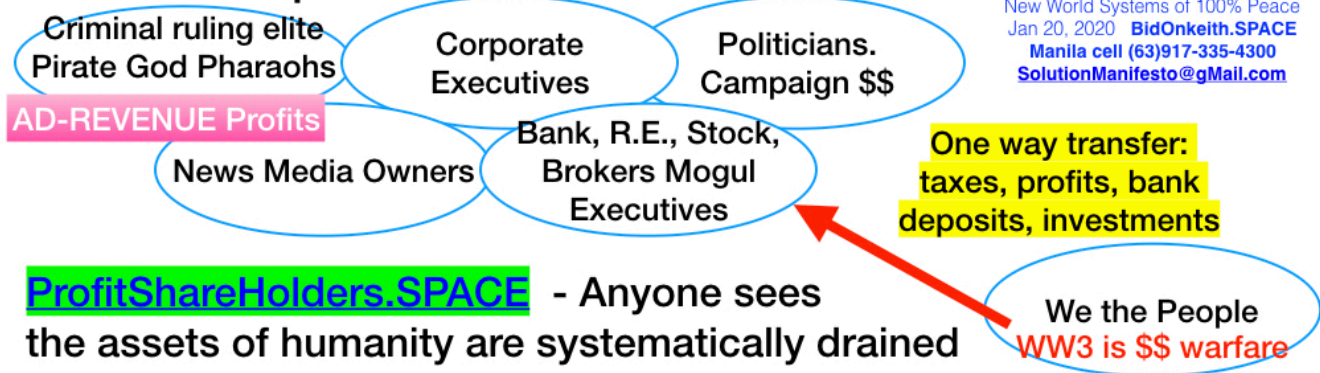 New World Systems of 100% Peace
Jan 20, 2020 BidOnkeith.SPACE
Manila cell (63)917-335-4300
SolutionManifesto@gMail.com
Criminal ruling elite
Pirate God Pharaohs
Corporate
Executives
Politicians.
Campaign $$
AD-REVENUE Profits
News Media Owners
Bank, R.E., Stock,
Brokers Mogul
Executives
One way transfer:
taxes, profits, bank
deposits, investments
ProfitShareHolders.SPACE - Anyone sees
the assets of humanity are systematically drained
We the People
WW3 is $$ warfare